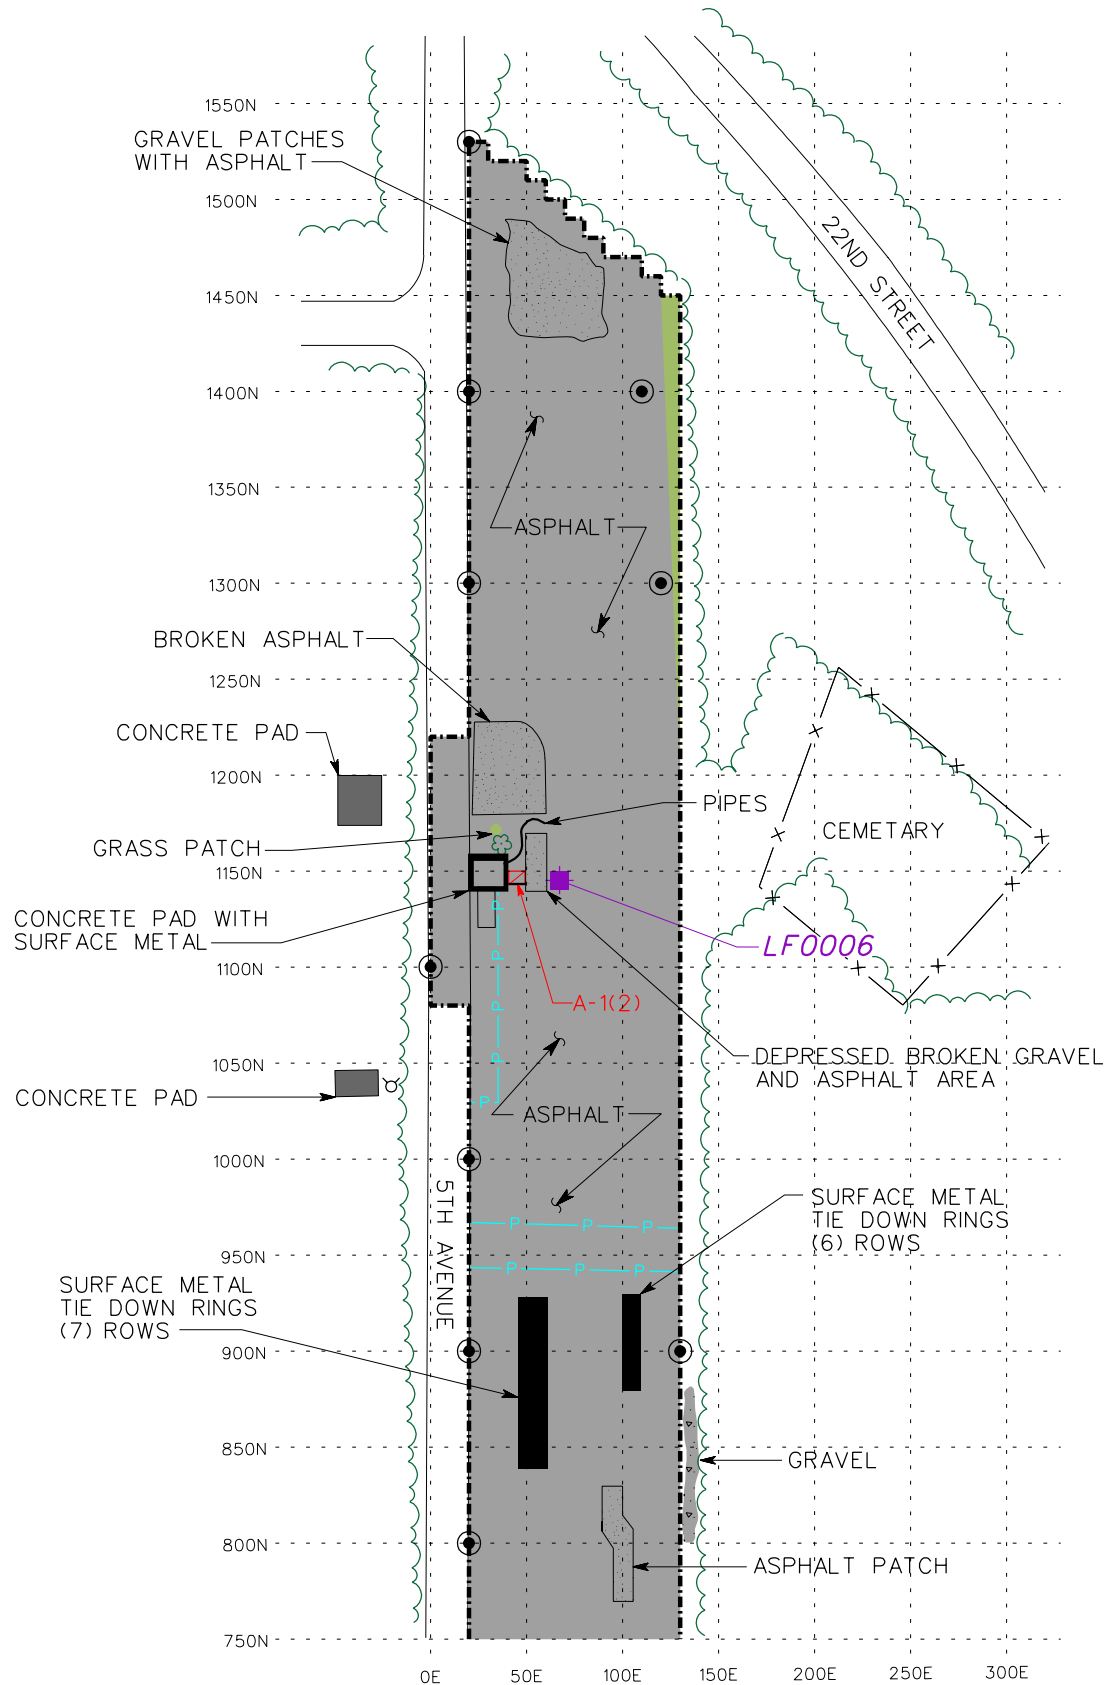 1550N
GRAVEL PATCHES
WITH ASPHALT
1500N
22ND STREET
1450N
1400N
1350N
ASPHALT
1300N
BROKEN ASPHALT
1250N
CONCRETE PAD
1200N
PIPES
CEMETARY
GRASS PATCH
1150N
CONCRETE PAD WITH
SURFACE METAL
P
LF0006
P
1100N
A-1(2)
P
P
1050N
DEPRESSED BROKEN GRAVEL
AND ASPHALT AREA
CONCRETE PAD
P
ASPHALT
1000N
5TH AVENUE
SURFACE METAL
TIE DOWN RINGS
(6) ROWS
P P P
950N
P P P
SURFACE METAL
TIE DOWN RINGS
(7) ROWS
900N
850N
GRAVEL
800N
ASPHALT PATCH
750N
0E 50E 100E 150E 200E 250E 300E